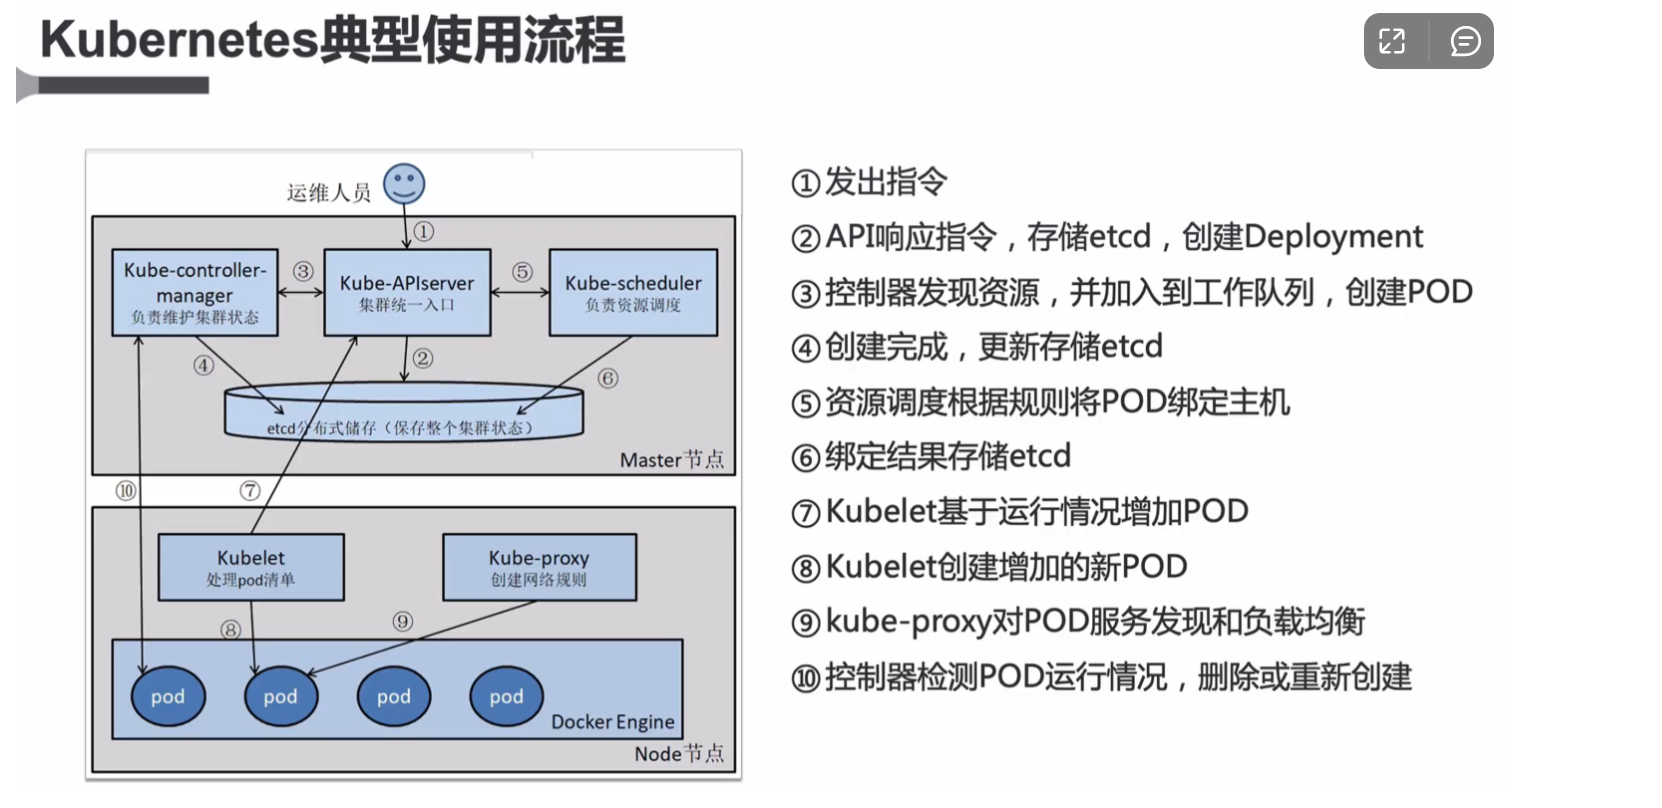 Kubernetes典型使用流程
运维人员
①
Kube-controller-
manager
负责维护集群状态
③
Kube-APIserver
集群统一入口
⑤
Kube-scheduler
负责资源调度
④
②
⑥
etcd分布式储存（保存整个集群状态）
Master节点
⑩
⑦
Kubelet
处理pod清单
Kube-proxy
创建网络规则
⑧
⑨
pod
pod
pod
pod
Docker Engine
Node节点
①发出指令
②API响应指令，存储etcd，创建Deployment
③控制器发现资源，并加入到工作队列，创建POD
④创建完成，更新存储etcd
⑤资源调度根据规则将POD绑定主机
⑥绑定结果存储etcd
⑦Kubelet基于运行情况增加POD
⑧Kubelet创建增加的新POD
⑨kube-proxy对POD服务发现和负载均衡
⑩控制器检测POD运行情况，删除或重新创建